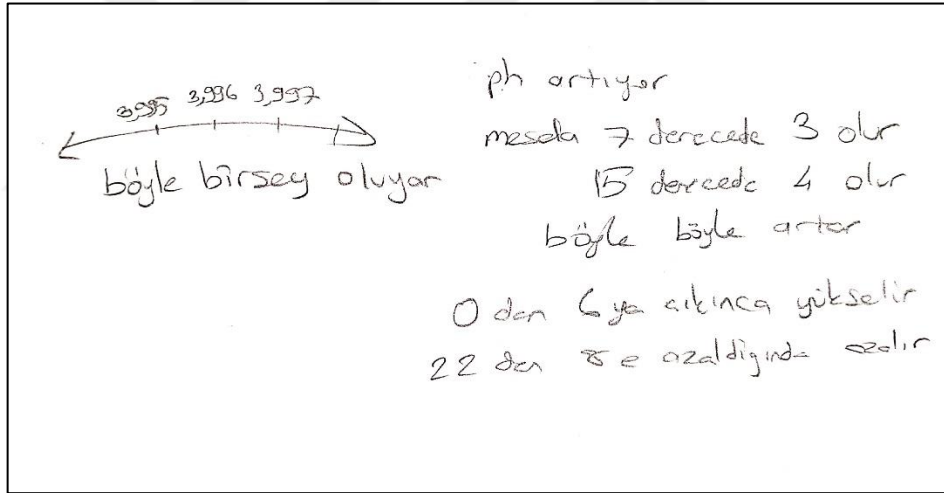 3,995 3,996 3,997
böyle birşey oluyor
ph artıyor
mesela 7 derecede 3 olur
15 derecede 4 olur
böyle böyle artar
0 dan 6 ya çıkınca yükselir
22 den 8 e azaldığında azalır